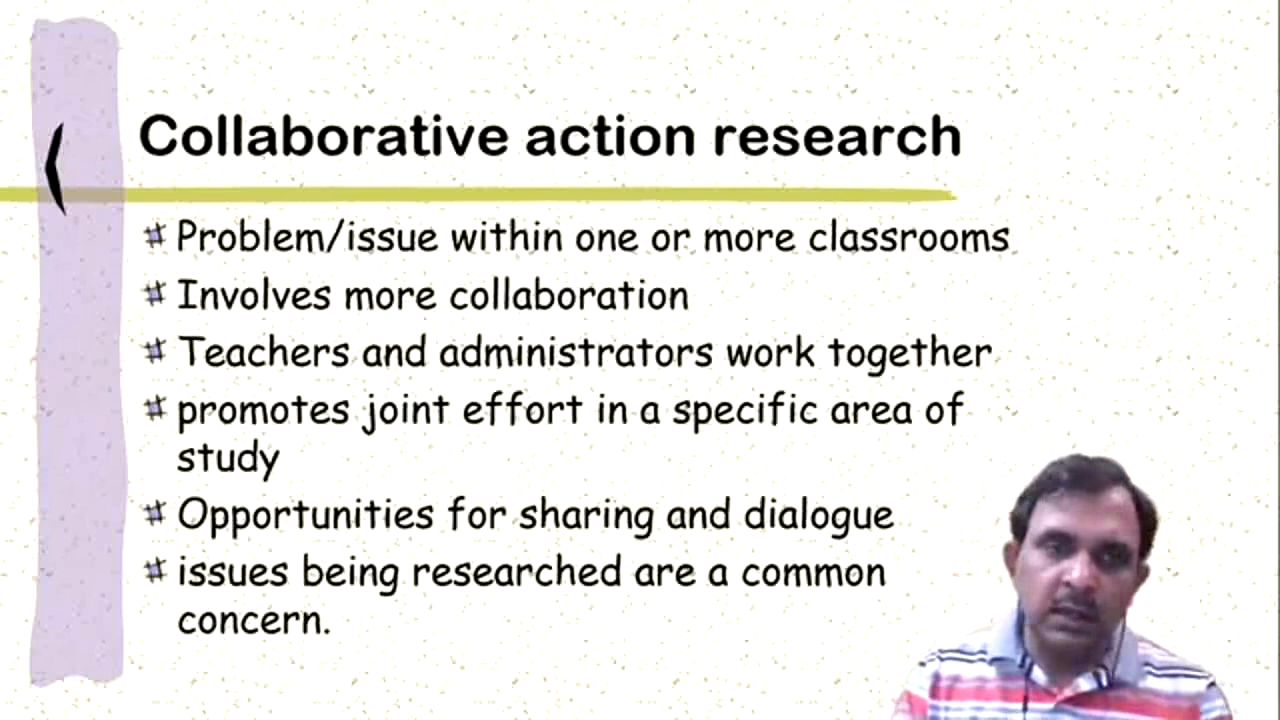 Collaborative action research
Problem/issue within one or more classrooms
Involves more collaboration
Teachers and administrators work together
promotes joint effort in a specific area of
study
Opportunities for sharing and dialogue
issues being researched are a common
concern.